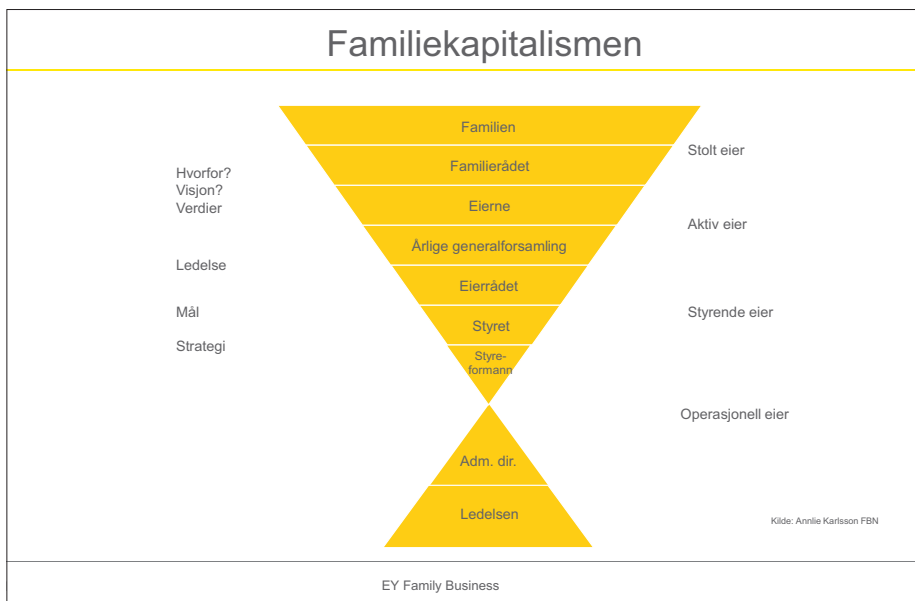 Familiekapitalismen
Familien
Stolt eier
Familierådet
Hvorfor?
Visjon?
Verdier
Eierne
Aktiv eier
Årlige generalforsamling
Ledelse
Eierrådet
Mål
Styrende eier
Styret
Strategi
Styre-
formann
Operasjonell eier
Adm. dir.
Ledelsen
Kilde: Annlie Karlsson FBN
EY Family Business